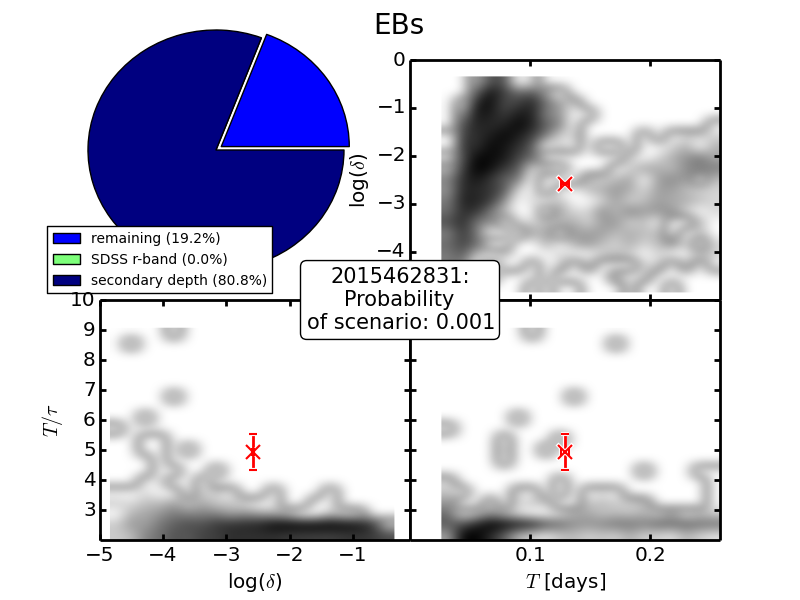 EBs
remaining (19.2%)
SDSS r-band (0.0%)
secondary depth (80.8%)
0
−1
−2
−3
−4
log(δ)
2015462831:
Probability
of scenario: 0.001
10
9
8
7
6
5
4
3
T/τ
−5 −4 −3 −2 −1
log(δ)
0.1 0.2
T [days]